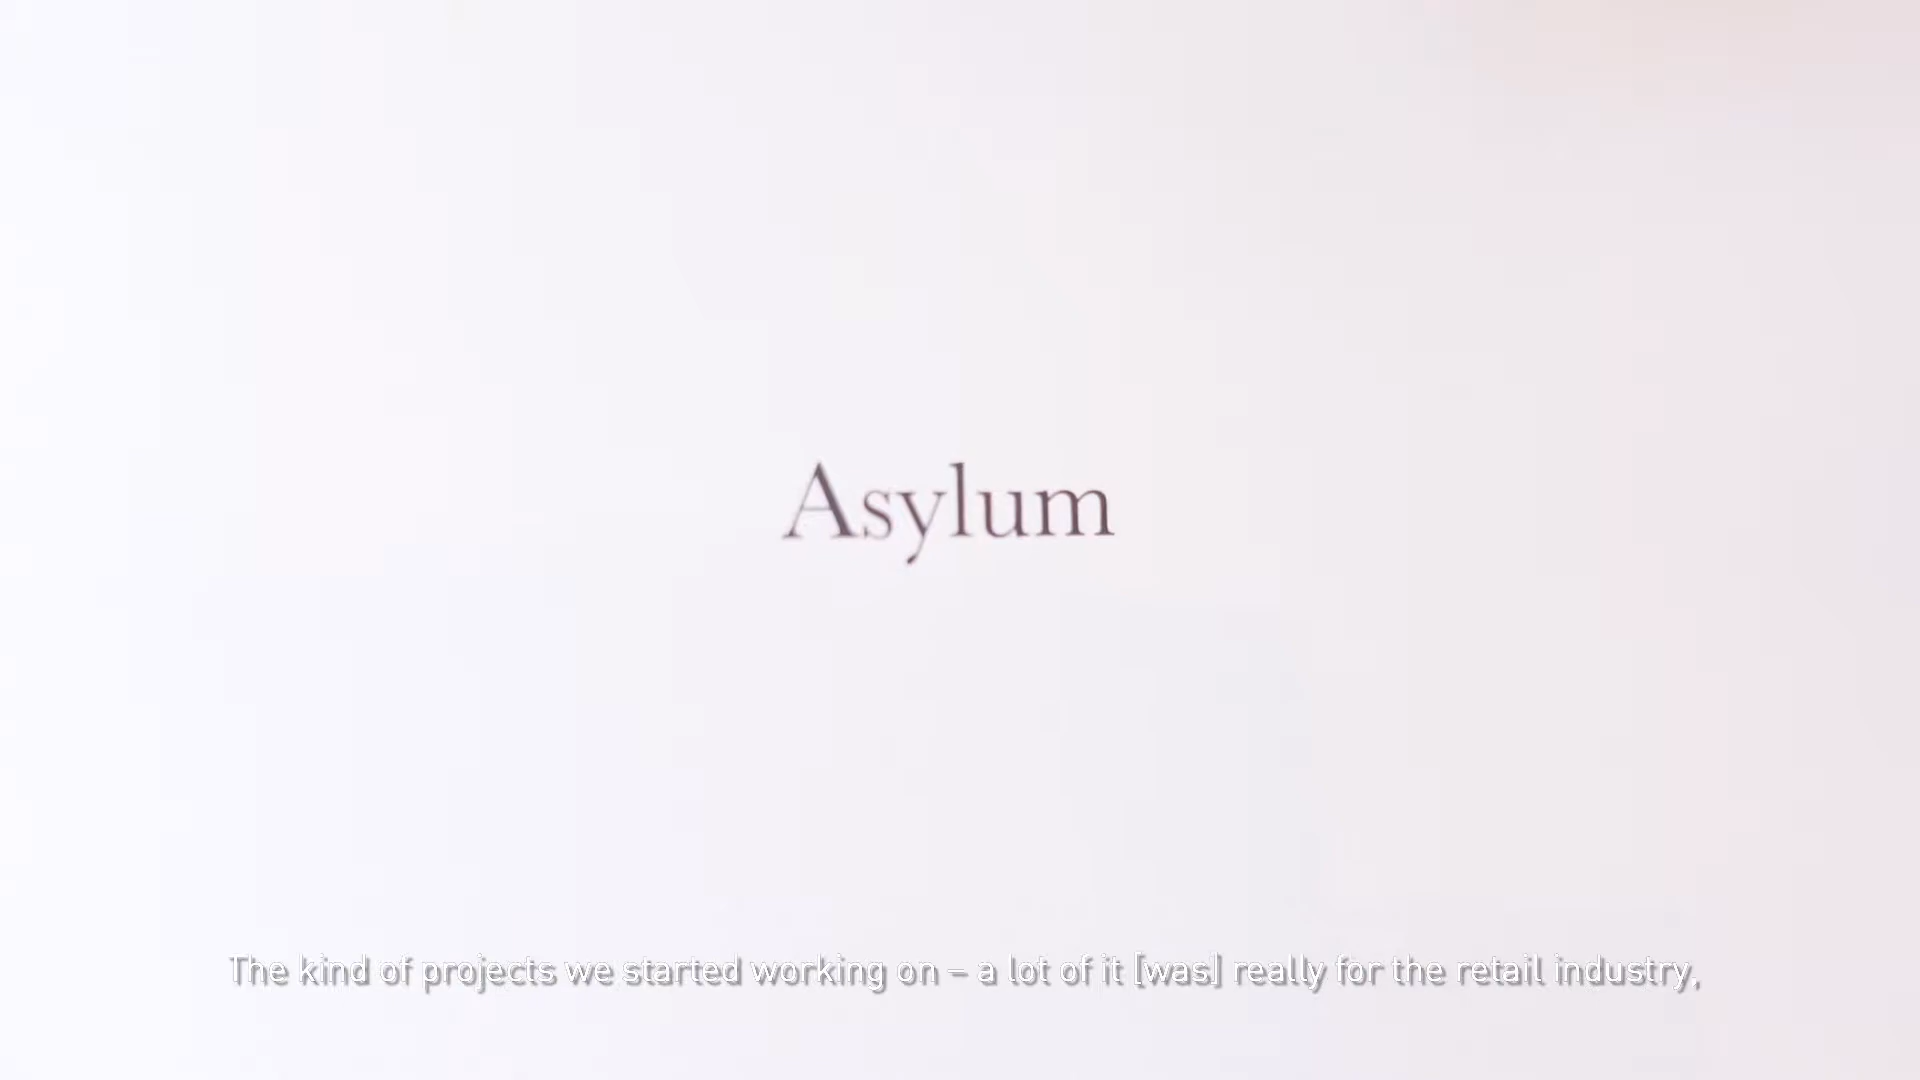 Asylum
The kind of projects we started working on – a lot of it [was] really for the retail industry,